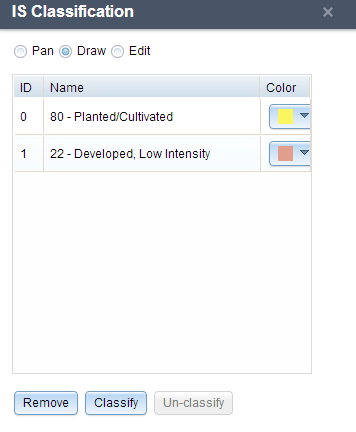 IS Classification
Pan Draw Edit
ID Name Color
0 80 - Planted/Cultivated
1 22 - Developed, Low Intensity
Remove Classify Un-classify